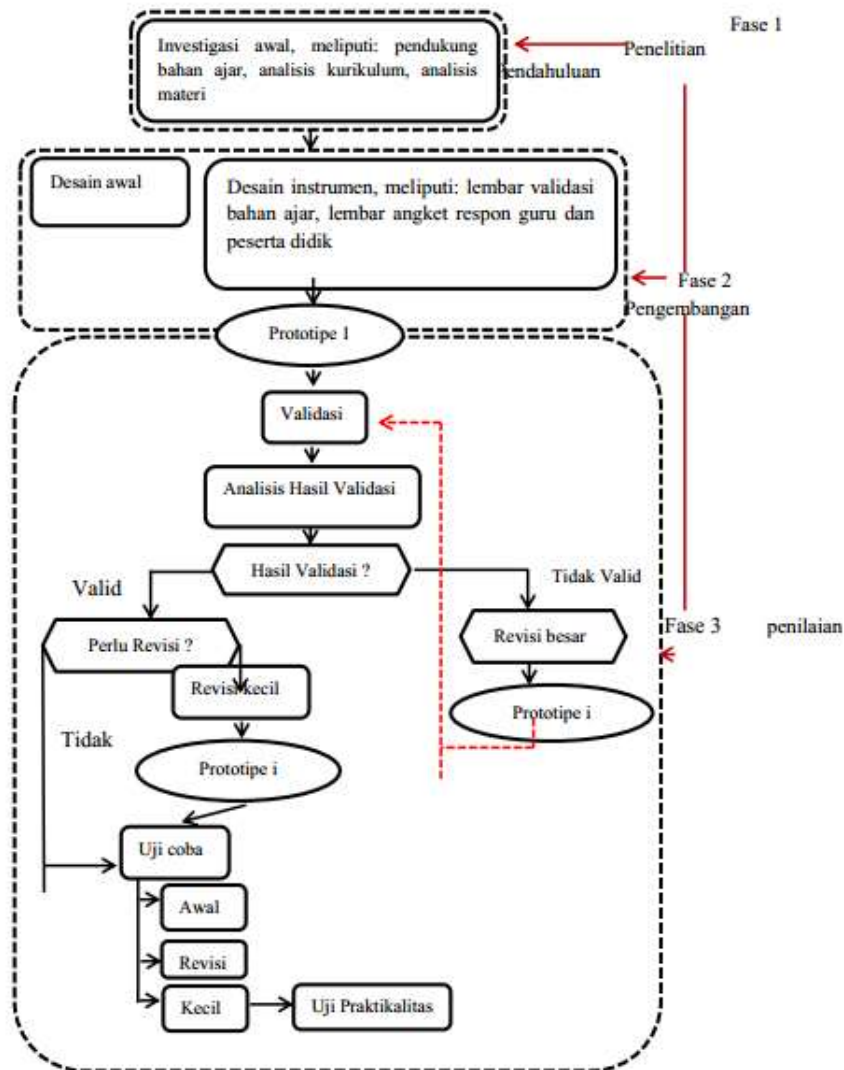 Fase 1
Investigasi awal, meliputi: pendukung
bahan ajar, analisis kurikulum, analisis
materi
Penelitian
Pendahuluan
Desain awal
Desain instrumen, meliputi: lembar validasi
bahan ajar, lembar angket respon guru dan
peserta didik
Fase 2
Pengembangan
Prototipe 1
Validasi
Analisis Hasil Validasi
Hasil Validasi ?
Valid
Tidak Valid
Perlu Revisi ?
Revisi besar
Fase 3 penilaian
Revisi kecil
Prototipe i
Tidak
Prototipe i
Uji coba
Awal
Revisi
Kecil
Uji Praktikalitas